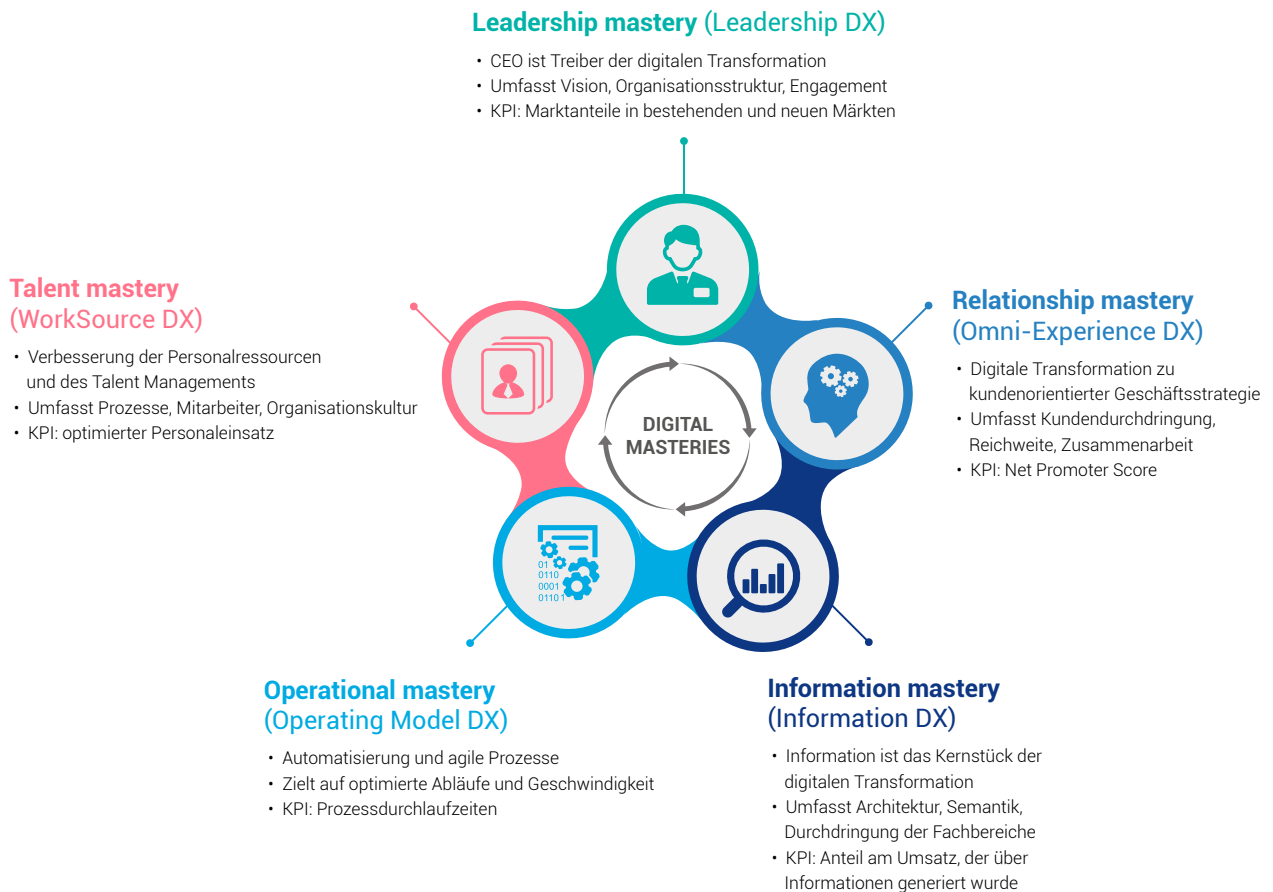 Leadership mastery (Leadership DX)
• CEO ist Treiber der digitalen Transformation
• Umfasst Vision, Organisationsstruktur, Engagement
• KPI: Marktanteile in bestehenden und neuen Märkten
Talent mastery
(WorkSource DX)
• Verbesserung der Personalressourcen
und des Talent Managements
• Umfasst Prozesse, Mitarbeiter, Organisationskultur
• KPI: optimierter Personaleinsatz
Relationship mastery
(Omni-Experience DX)
• Digitale Transformation zu
kundenorientierter Geschäftsstrategie
• Umfasst Kundendurchdringung,
Reichweite, Zusammenarbeit
• KPI: Net Promoter Score
DIGITAL
MASTERIES
01
0110
0001
01101
Operational mastery
(Operating Model DX)
• Automatisierung und agile Prozesse
• Zielt auf optimierte Abläufe und Geschwindigkeit
• KPI: Prozessdurchlaufzeiten
Information mastery
(Information DX)
• Information ist das Kernstück der
digitalen Transformation
• Umfasst Architektur, Semantik,
Durchdringung der Fachbereiche
• KPI: Anteil am Umsatz, der über
Informationen generiert wurde